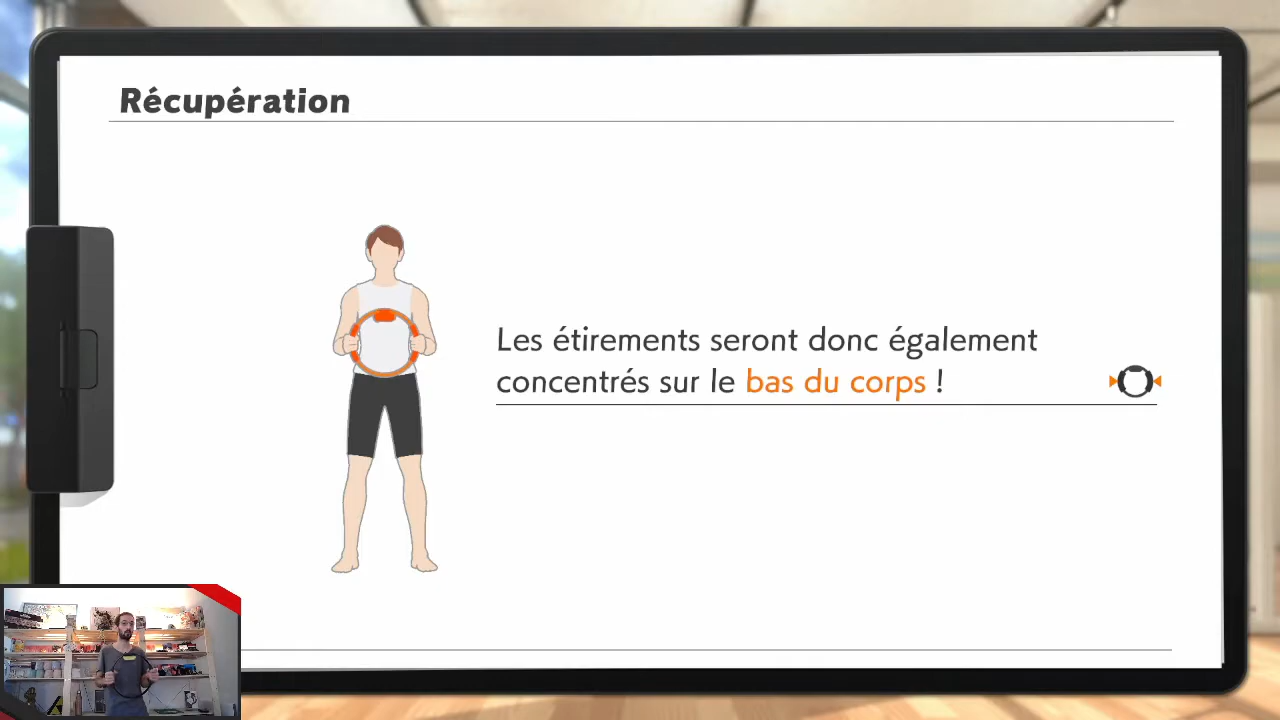 Récupération
Les étirements seront donc également
concentrés sur le bas du corps !